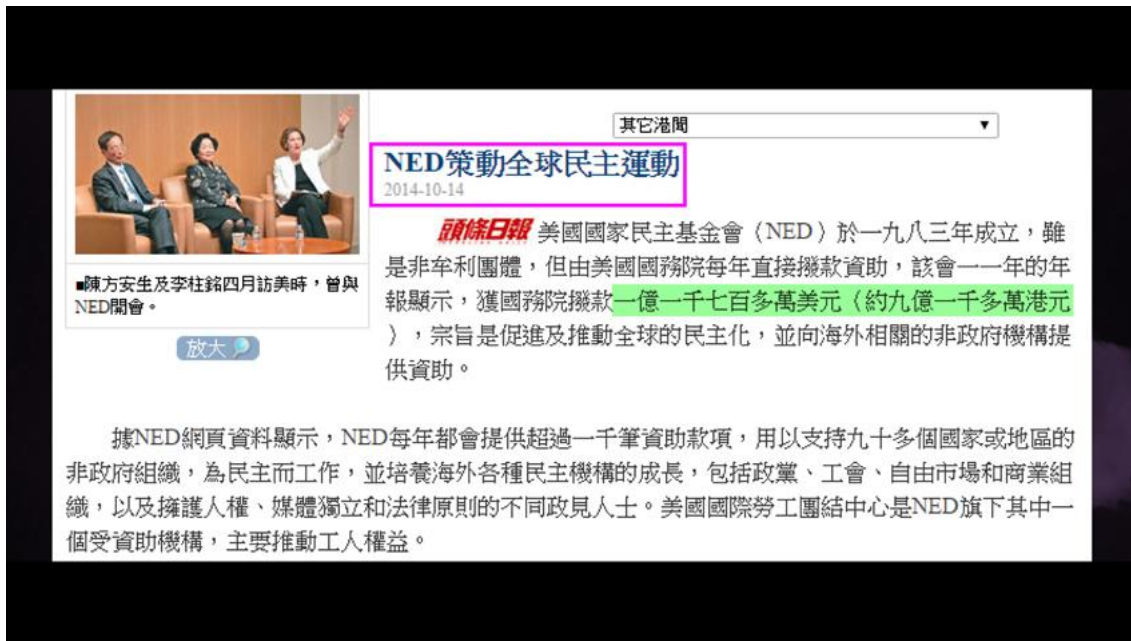 其它港聞
NED策動全球民主運動
2014-10-14
頭條日報 美國國家民主基金會（NED）於一九八三年成立，雖
是非牟利團體，但由美國國務院每年直接撥款資助，該會一一年的年
報顯示，獲國務院撥款一億一千七百多萬美元（約九億一千多萬港元
），宗旨是促進及推動全球的民主化，並向海外相關的非政府機構提
供資助。
■陳方安生及李柱銘四月訪美時，曾與
NED開會。
放大
據NED網頁資料顯示，NED每年都會提供超過一千筆資助款項，用以支持九十多個國家或地區的
非政府組織，為民主而工作，並培養海外各種民主機構的成長，包括政黨、工會、自由市場和商業組
織，以及擁護人權、媒體獨立和法律原則的不同政見人士。美國國際勞工團結中心是NED旗下其中一
個受資助機構，主要推動工人權益。